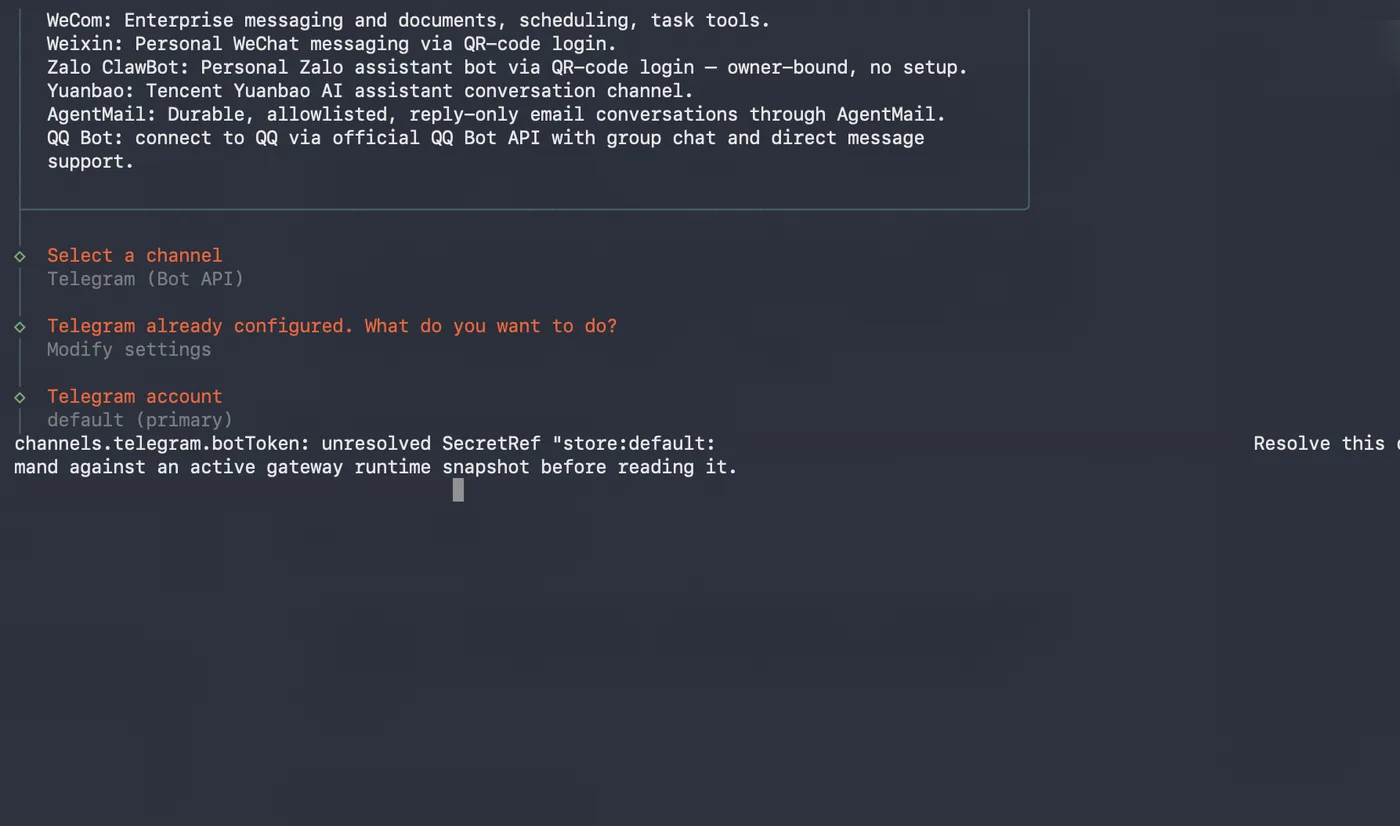 WeCom: Enterprise messaging and documents, scheduling, task tools.
Weixin: Personal WeChat messaging via QR-code login.
Zalo ClawBot: Personal Zalo assistant bot via QR-code login — owner-bound, no setup.
Yuanbao: Tencent Yuanbao AI assistant conversation channel.
AgentMail: Durable, allowlisted, reply-only email conversations through AgentMail.
QQ Bot: connect to QQ via official QQ Bot API with group chat and direct message
support.
Select a channel
Telegram (Bot API)
Telegram already configured. What do you want to do?
Modify settings
Telegram account
default (primary)
channels.telegram.botToken: unresolved SecretRef "store:default: Resolve this
mand against an active gateway runtime snapshot before reading it.